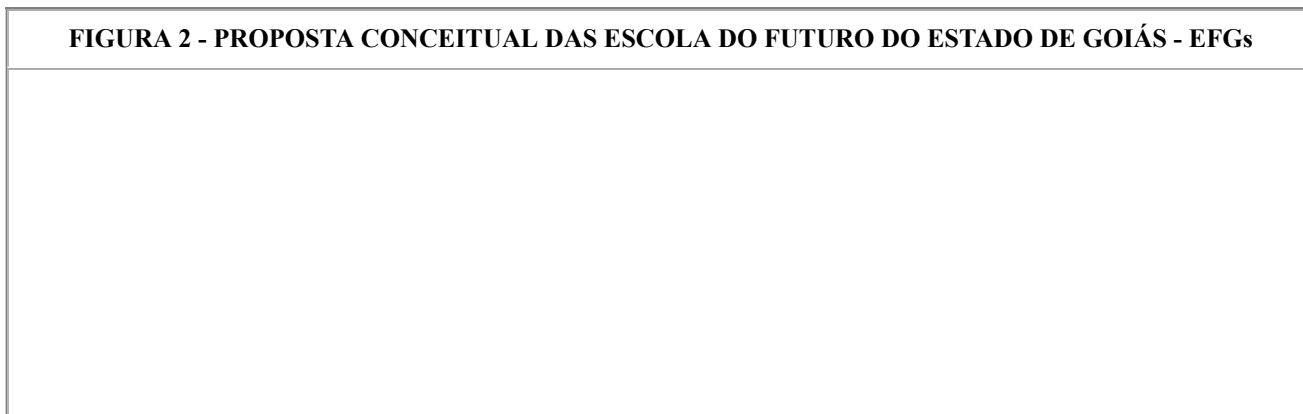 FIGURA 2 - PROPOSTA CONCEITUAL DAS ESCOLA DO FUTURO DO ESTADO DE GOIÁS - EFGs